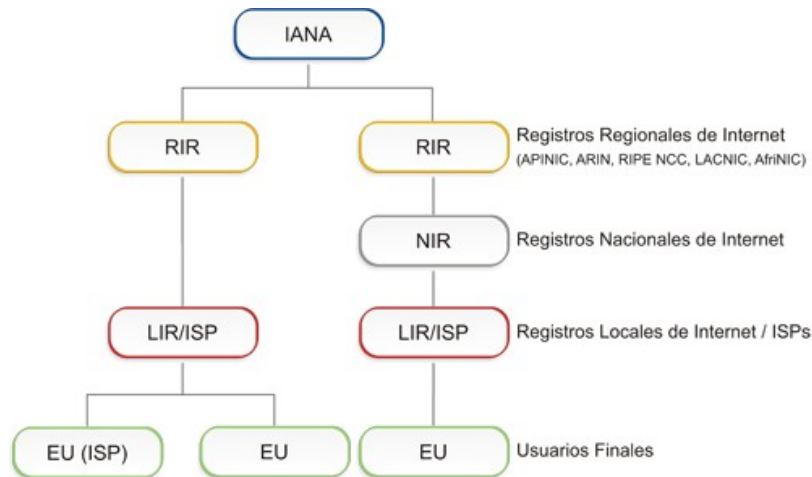 IANA
RIR
RIR
Registros Regionales de Internet
(APINIC, ARIN, RIPE NCC, LACNIC, AfriNIC)
NIR
Registros Nacionales de Internet
LIR/ISP
LIR/ISP
Registros Locales de Internet / ISPs
EU (ISP)
EU
EU
Usuarios Finales